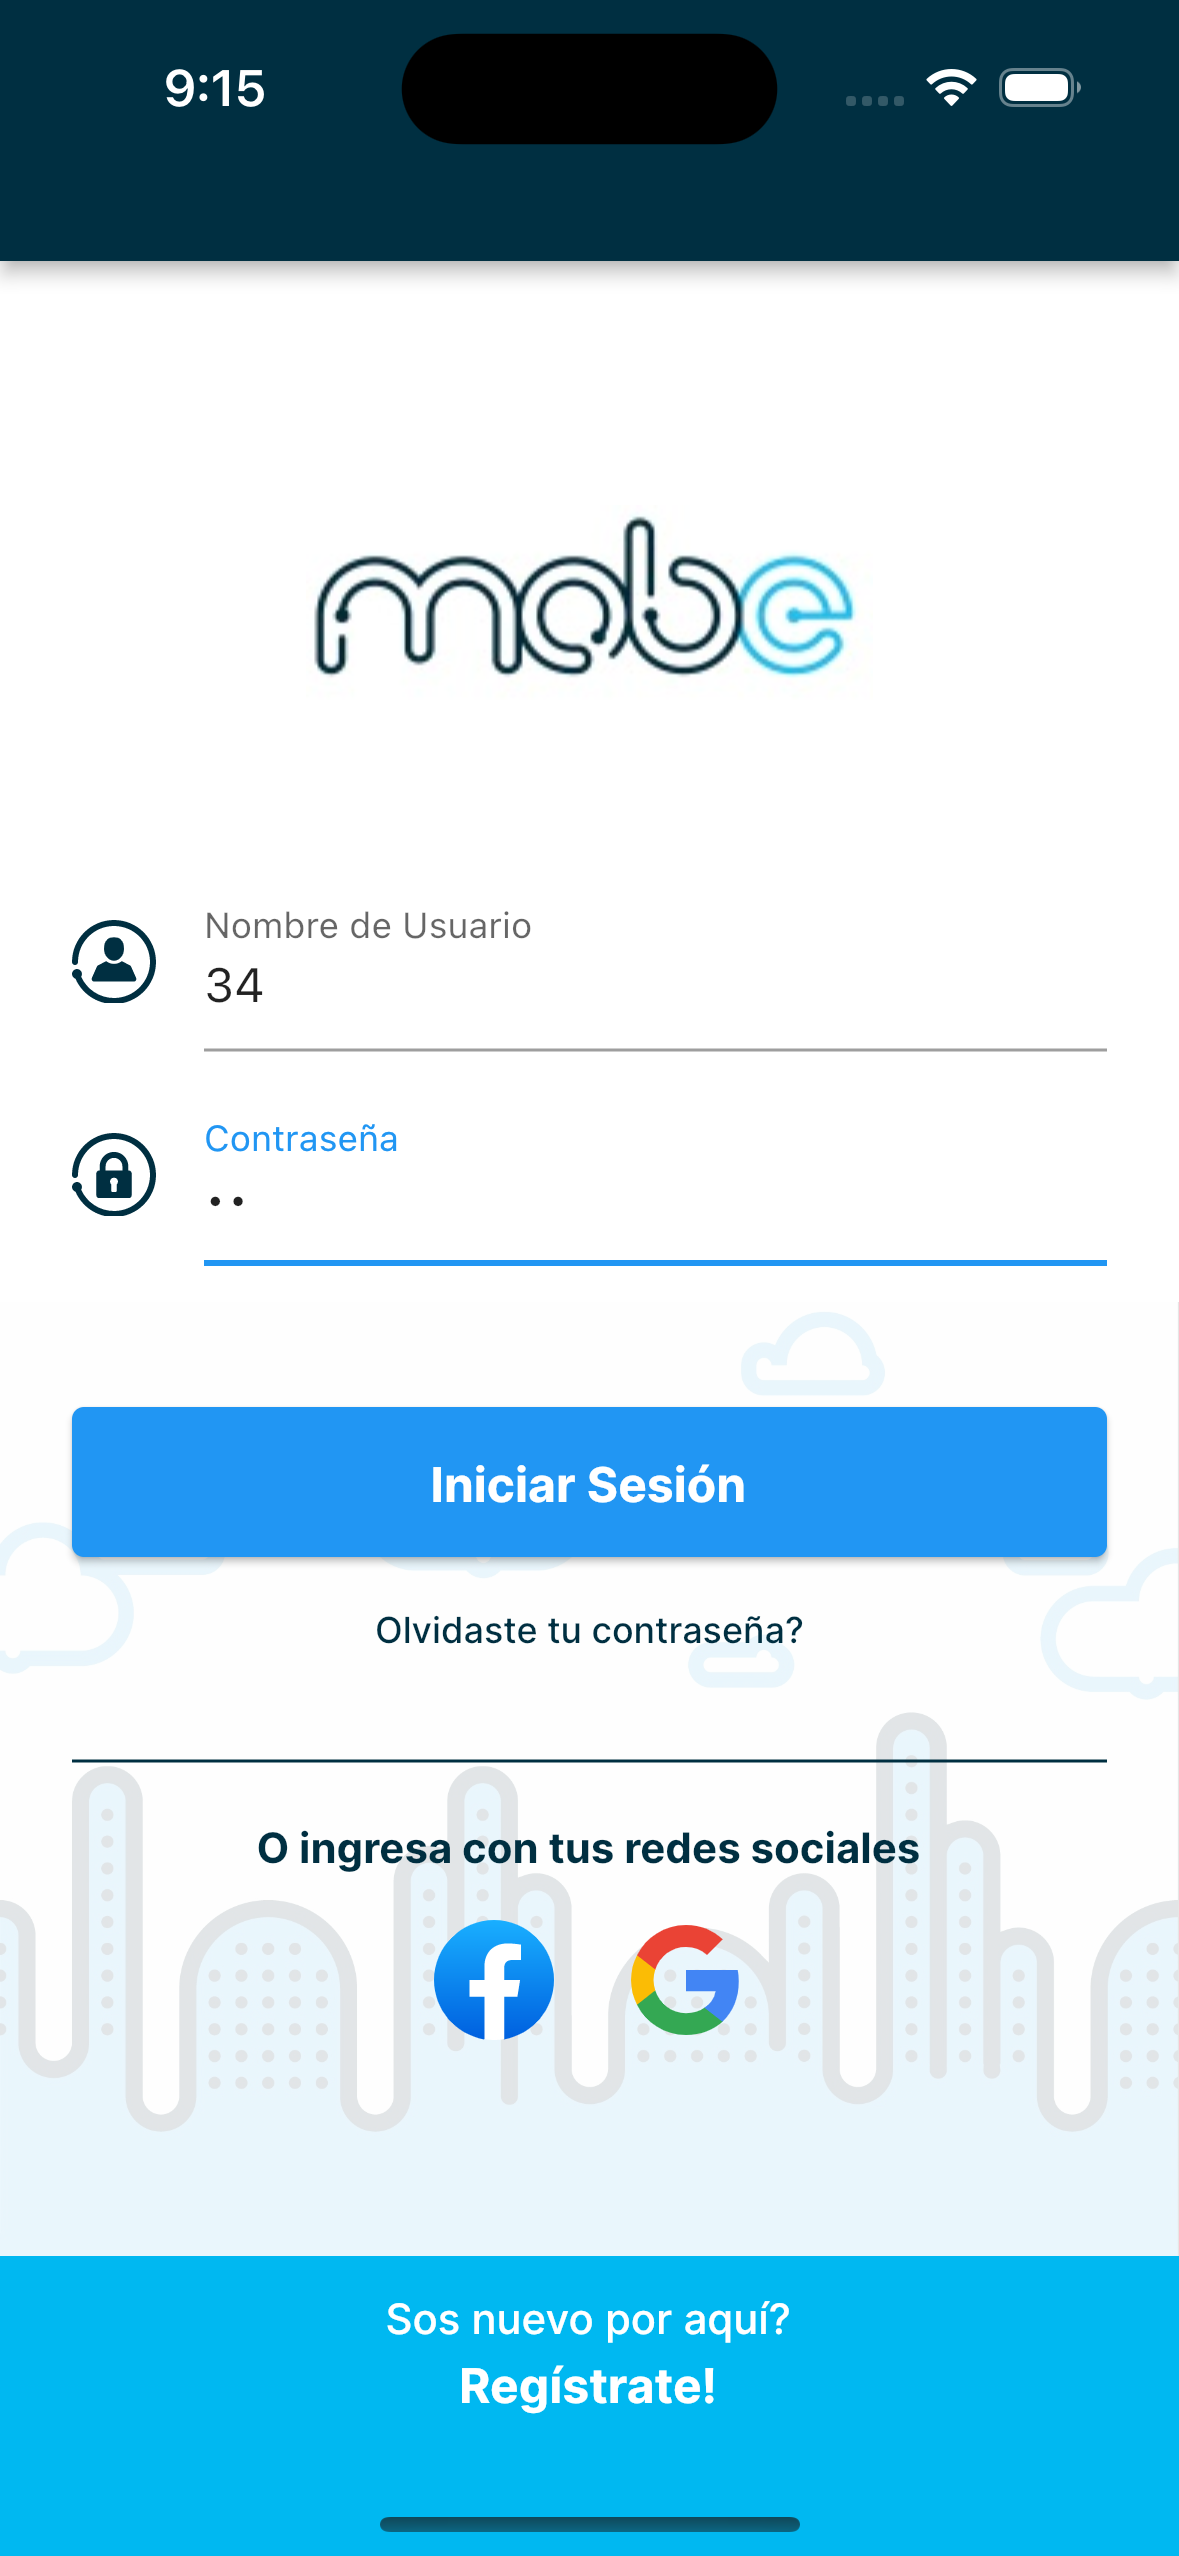 9:15
mobe
Nombre de Usuario
34
Contraseña
••
Iniciar Sesión
Olvidaste tu contraseña?
O ingresa con tus redes sociales
Sos nuevo por aquí?
Regístrate!